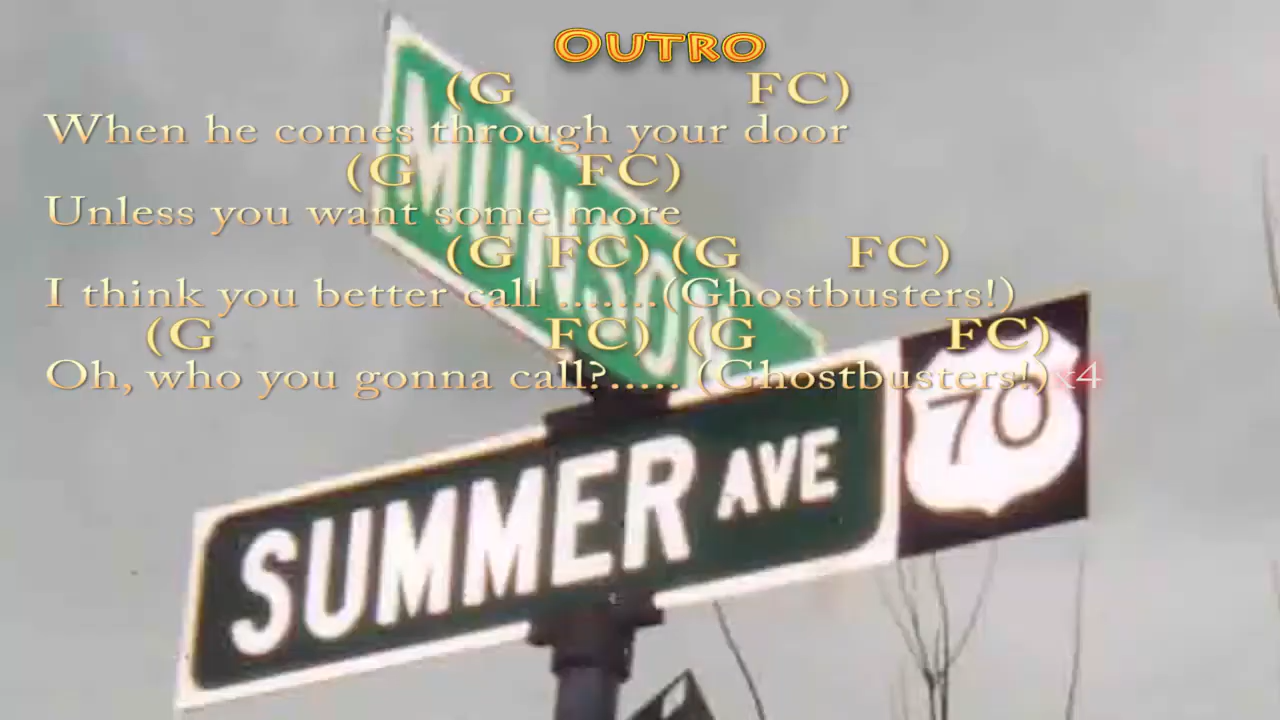 OUTRO
(G FC)
When he comes through your door
(G FC)
Unless you want some more
(G FC) (G FC)
I think you better call .......(Ghostbusters!)
(G FC) (G FC)
Oh, who you gonna call?..... (Ghostbusters!) x4
MUNSON
SUMMER AVE
70